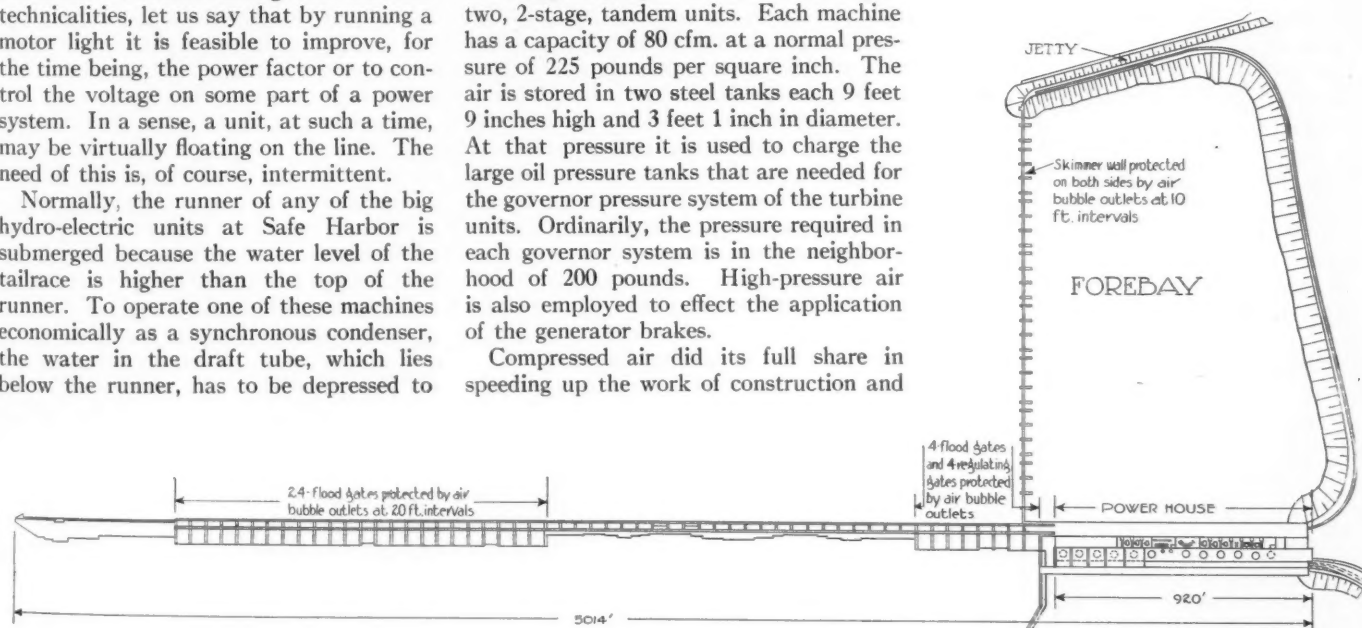 technicalities, let us say that by running a
motor light it is feasible to improve, for
the time being, the power factor or to con-
trol the voltage on some part of a power
system. In a sense, a unit, at such a time,
may be virtually floating on the line. The
need of this is, of course, intermittent.
Normally, the runner of any of the big
hydro-electric units at Safe Harbor is
submerged because the water level of the
tailrace is higher than the top of the
runner. To operate one of these machines
economically as a synchronous condenser,
the water in the draft tube, which lies
below the runner, has to be depressed to
two, 2-stage, tandem units. Each machine
has a capacity of 80 cfm. at a normal pres-
sure of 225 pounds per square inch. The
air is stored in two steel tanks each 9 feet
9 inches high and 3 feet 1 inch in diameter.
At that pressure it is used to charge the
large oil pressure tanks that are needed for
the governor pressure system of the turbine
units. Ordinarily, the pressure required in
each governor system is in the neighbor-
hood of 200 pounds. High-pressure air
is also employed to effect the application
of the generator brakes.
Compressed air did its full share in
speeding up the work of construction and
JETTY
Skimmer wall protected
on both sides by air
bubble outlets at 10
ft. intervals
FOREBAY
24-flood gates protected by air
bubble outlets at 20 ft. intervals
4-flood gates
and 4 regulating
gates protected
by air bubble
outlets
POWER HOUSE
920'
5014'